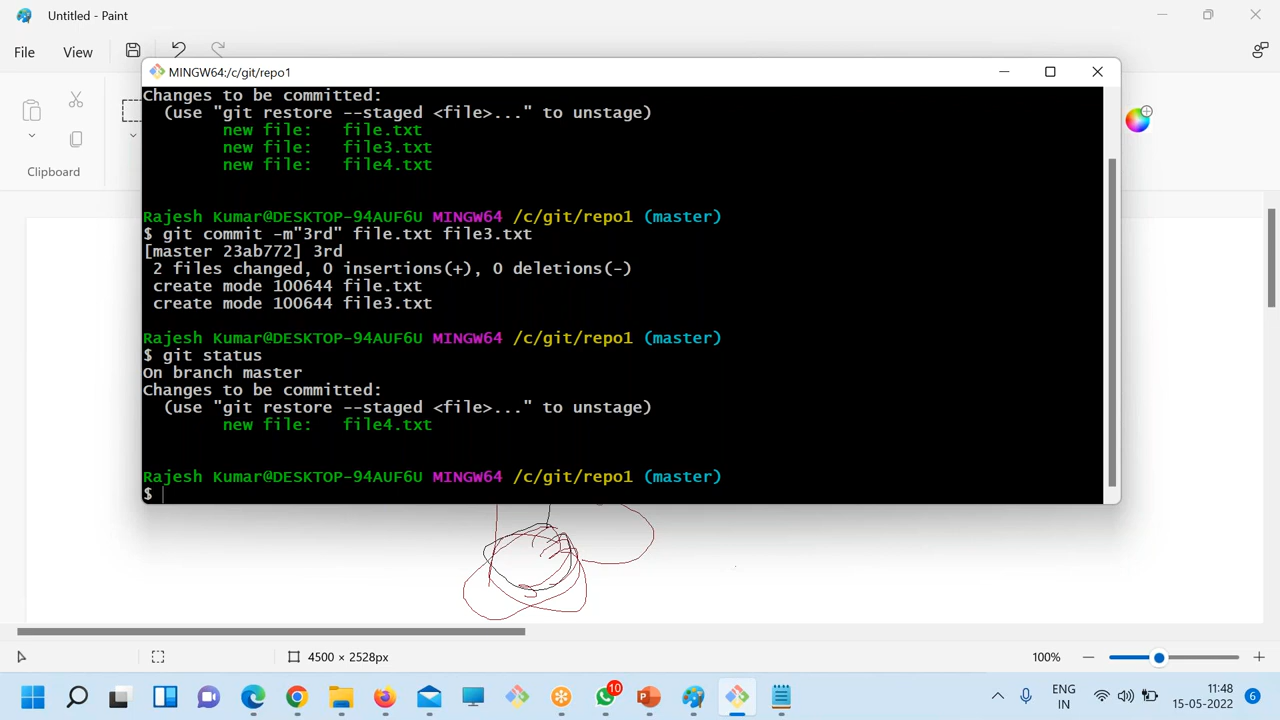 Untitled - Paint
File View
MINGW64:/c/git/repo1
Clipboard
Changes to be committed:
(use "git restore --staged <file>..." to unstage)
new file: file.txt
new file: file3.txt
new file: file4.txt
Rajesh Kumar@DESKTOP-94AUF6U MINGW64 /c/git/repo1 (master)
$ git commit -m"3rd" file.txt file3.txt
[master 23ab772] 3rd
2 files changed, 0 insertions(+), 0 deletions(-)
create mode 100644 file.txt
create mode 100644 file3.txt
Rajesh Kumar@DESKTOP-94AUF6U MINGW64 /c/git/repo1 (master)
$ git status
On branch master
Changes to be committed:
(use "git restore --staged <file>..." to unstage)
new file: file4.txt
Rajesh Kumar@DESKTOP-94AUF6U MINGW64 /c/git/repo1 (master)
$
4500 × 2528px
100%
10
ENG
IN
11:48
15-05-2022
6